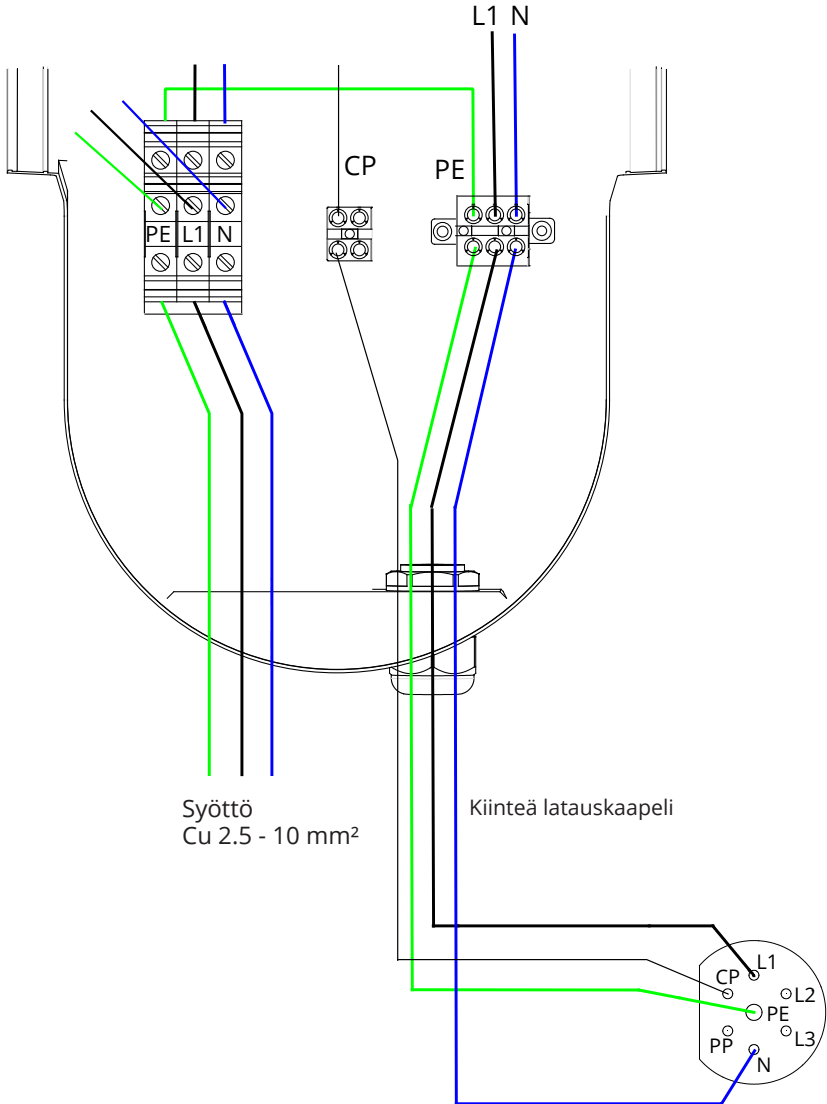 L1 N
CP
PE
PE L1 N
Syöttö
Cu 2.5 - 10 mm²
Kiinteä latauskaapeli
L1
CP
L2
PE
PP
L3
N